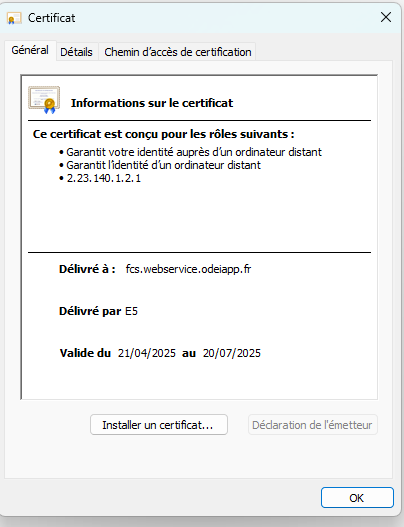 Certificat
Général Détails Chemin d'accès de certification
Informations sur le certificat
Ce certificat est conçu pour les rôles suivants :
• Garantit votre identité auprès d'un ordinateur distant
• Garantit l'identité d'un ordinateur distant
• 2.23.140.1.2.1
Délivré à : fcs.webservice.odeiapp.fr
Délivré par E5
Valide du 21/04/2025 au 20/07/2025
Installer un certificat... Déclaration de l'émetteur
OK